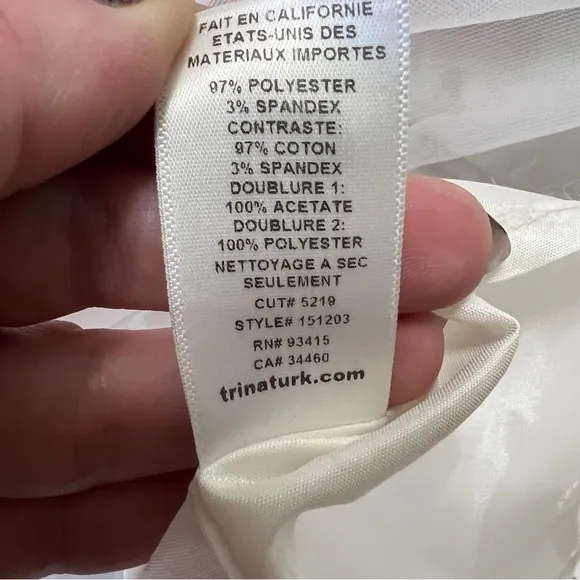 FAIT EN CALIFORNIE
ETATS-UNIS DES
MATERIAUX IMPORTES
97% POLYESTER
3% SPANDEX
CONTRASTE:
97% COTON
3% SPANDEX
DOUBLURE 1:
100% ACETATE
DOUBLURE 2:
100% POLYESTER
NETTOYAGE A SEC
SEULEMENT
CUT# 5219
STYLE# 151203
RN# 93415
CA# 34460
trinaturk.com